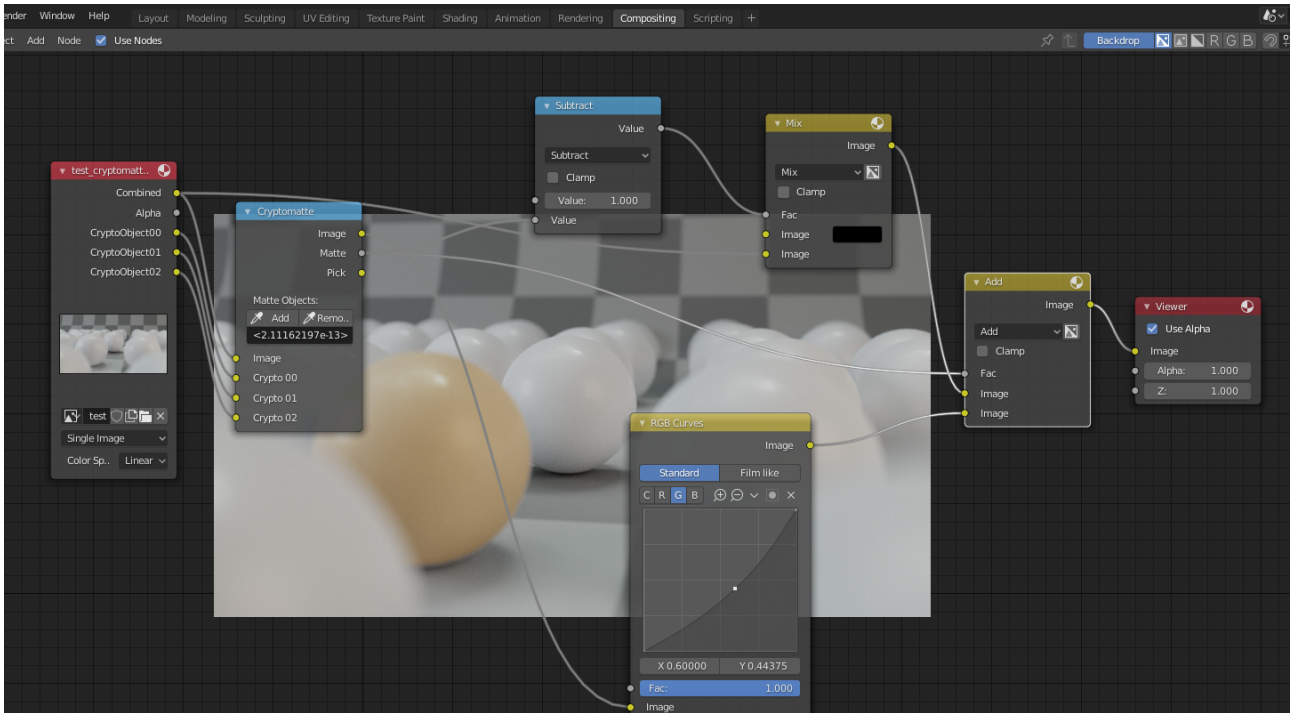 ender Window Help Layout Modeling Sculpting UV Editing Texture Paint Shading Animation Rendering Compositing Scripting +
ect Add Node Use Nodes Backdrop R G B
Subtract
Value
Subtract
Clamp
Value: 1.000
Value
Mix
Image
Mix
Clamp
Fac
Image
Image
test_cryptomatt..
Combined
Alpha
CryptoObject00
CryptoObject01
CryptoObject02
test
Single Image
Color Sp.. Linear
Cryptomatte
Image
Matte
Pick
Matte Objects:
Add Remo..
<2.11162197e-13>
Image
Crypto 00
Crypto 01
Crypto 02
Add
Image
Add
Clamp
Fac
Image
Image
Viewer
Use Alpha
Image
Alpha: 1.000
Z: 1.000
RGB Curves
Image
Standard Film like
C R G B
X 0.60000 Y 0.44375
Fac: 1.000
Image